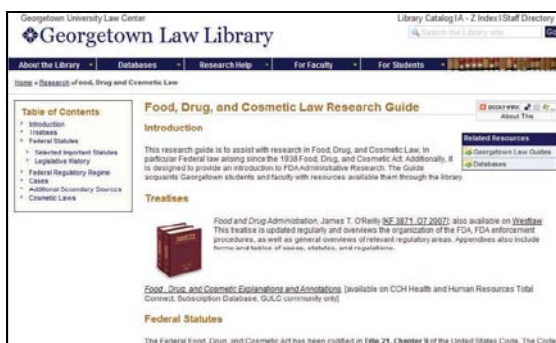 Georgetown University Law Center
Library Catalog | A - Z Index | Staff Directory
Georgetown Law Library
Search the Library site
Go
About the Library
Databases
Research Help
For Faculty
For Students
Home » Research » Food, Drug and Cosmetic Law
Table of Contents
Introduction
Treatises
Federal Statutes
Selected Important Statutes
Legislative History
Federal Regulatory Regime
Cases
Additional Secondary Sources
Cosmetic Laws
Food, Drug, and Cosmetic Law Research Guide
BOOKMARK
About This
Related Resources
Georgetown Law Guides
Databases
Introduction
This research guide is to assist with research in Food, Drug, and Cosmetic Law, in
particular Federal law arising since the 1938 Food, Drug, and Cosmetic Act. Additionally, it
is designed to provide an introduction to FDA Administrative Research. The Guide
acquaints Georgetown students and faculty with resources available them through the library.
Treatises
Food and Drug Administration, James T. O'Reilly [KF 3871 .O7 2007]; also available on Westlaw
This treatise is updated regularly and overviews the organization of the FDA, FDA enforcement
procedures, as well as general overviews of relevant regulatory areas. Appendixes also include
forms and tables of cases, statutes, and regulations.
Food, Drug, and Cosmetic Explanations and Annotations. [available on CCH Health and Human Resources Total
Connect, Subscription Database, GULC community only]
Federal Statutes
The Federal Food, Drug, and Cosmetic Act has been codified in Title 21, Chapter 9 of the United States Code. The Code